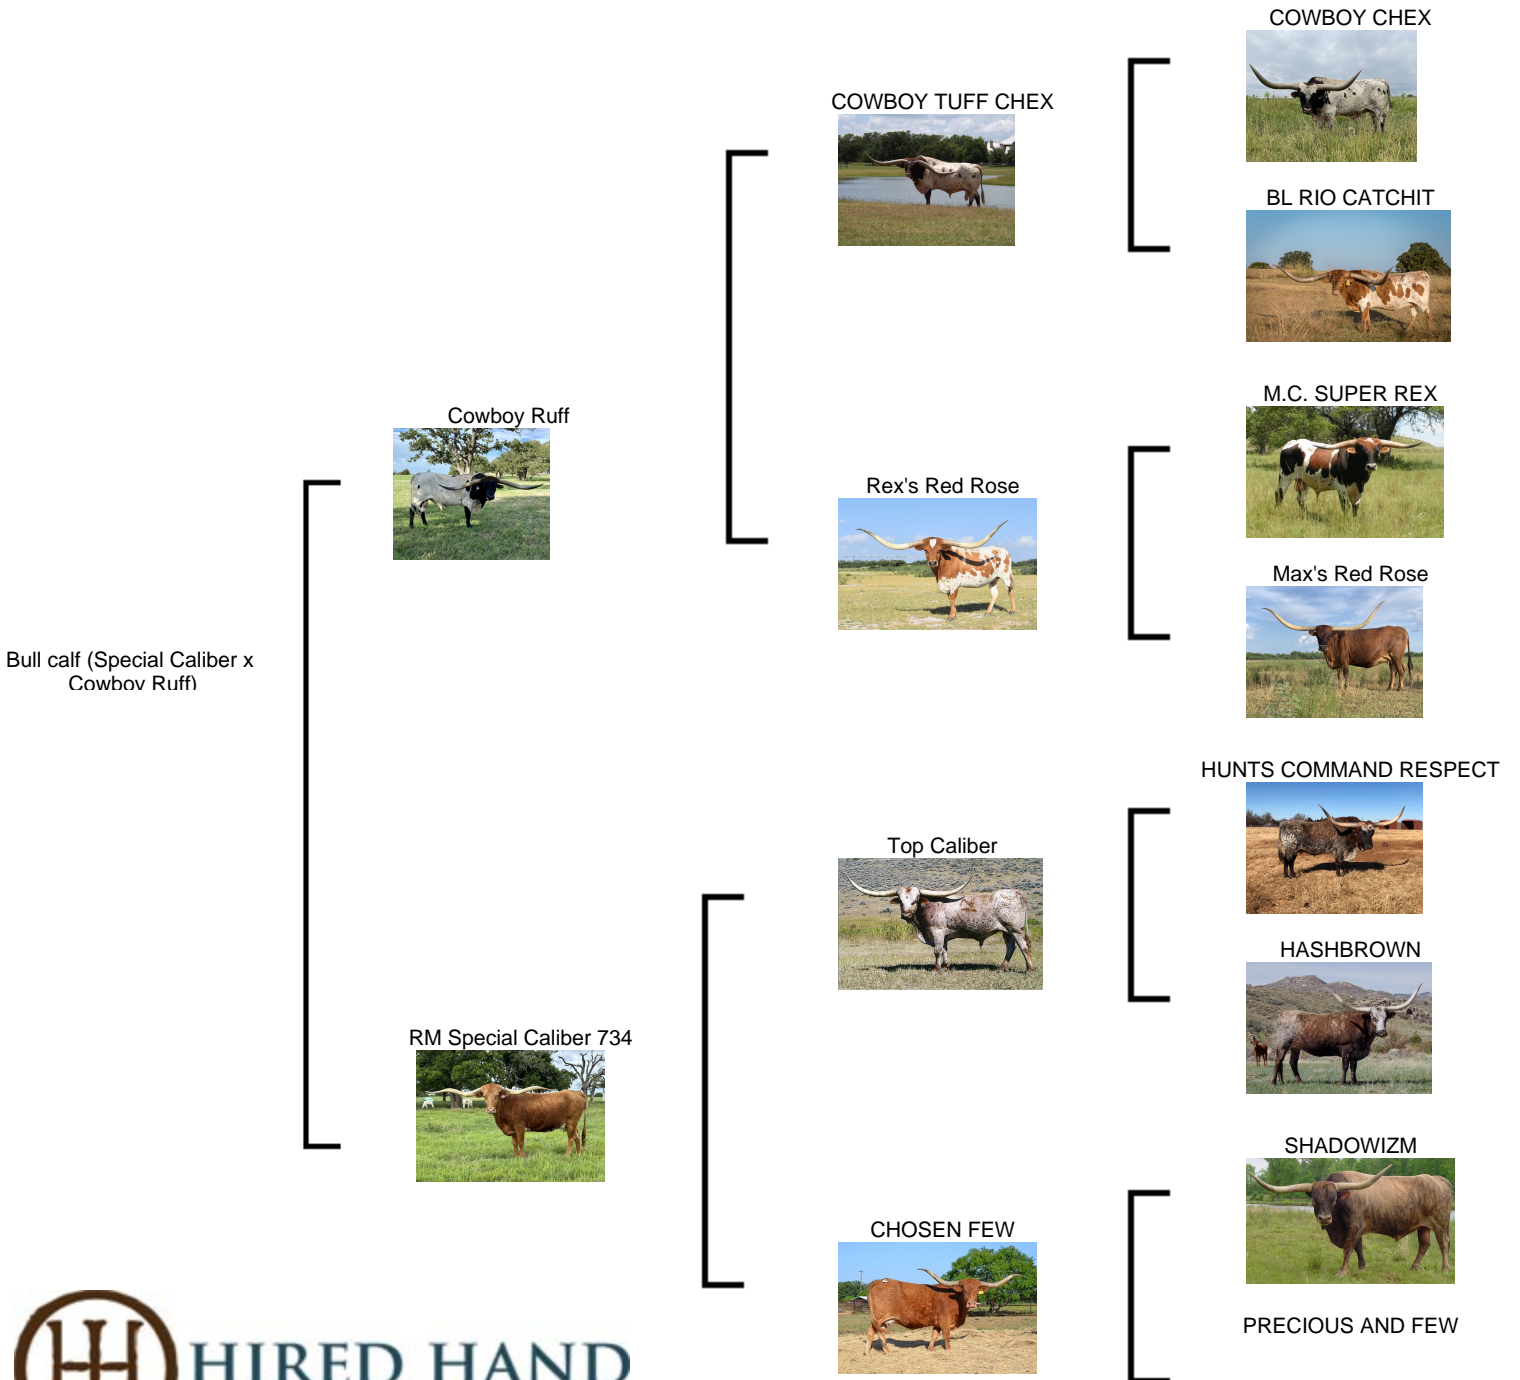 COWBOY CHEX
COWBOY TUFF CHEX
BL RIO CATCHIT
M.C. SUPER REX
Cowboy Ruff
Rex's Red Rose
Max's Red Rose
Bull calf (Special Caliber x
Cowboy Ruff)
HUNTS COMMAND RESPECT
Top Caliber
HASHBROWN
RM Special Caliber 734
SHADOWIZM
CHOSEN FEW
PRECIOUS AND FEW
HIRED HAND